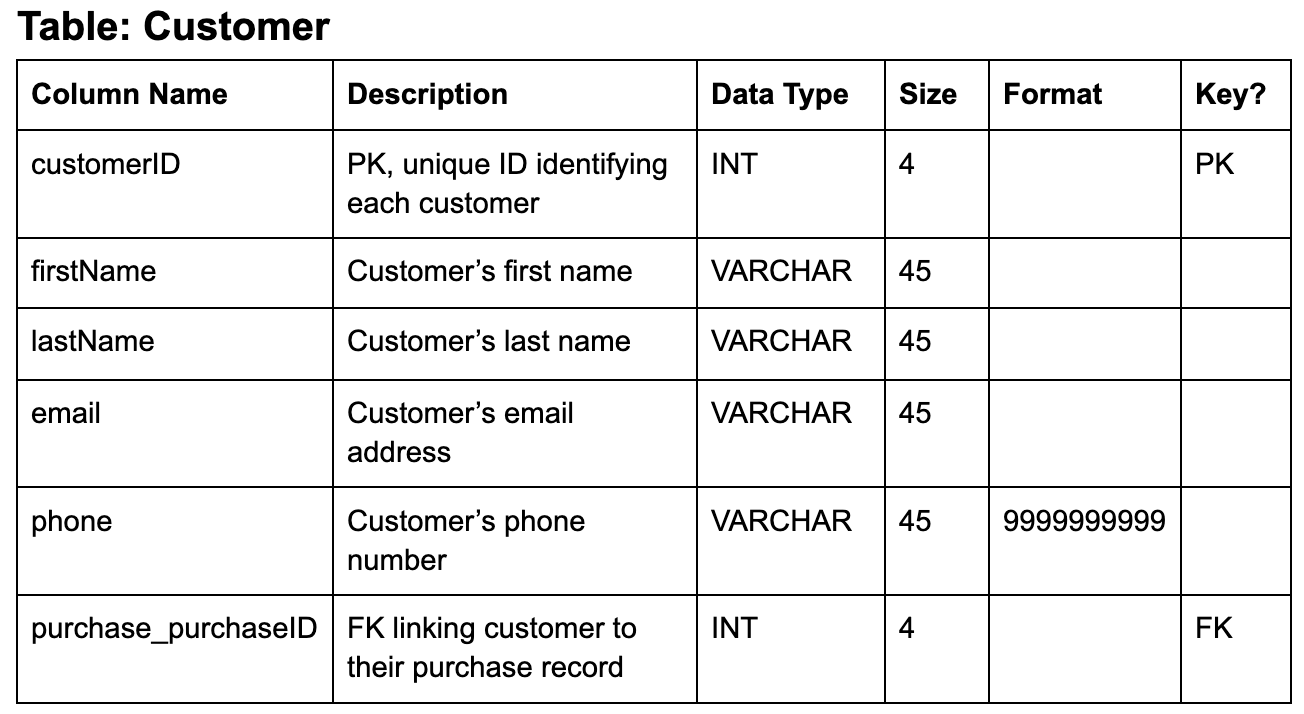 Table: Customer
Column Name Description Data Type Size Format Key?
customerID PK, unique ID identifying INT 4 PK
each customer
firstName Customer’s first name VARCHAR 45
lastName Customer’s last name VARCHAR 45
email Customer’s email VARCHAR 45
address
phone Customer’s phone VARCHAR 45 9999999999
number
purchase_purchaseID FK linking customer to INT 4 FK
their purchase record